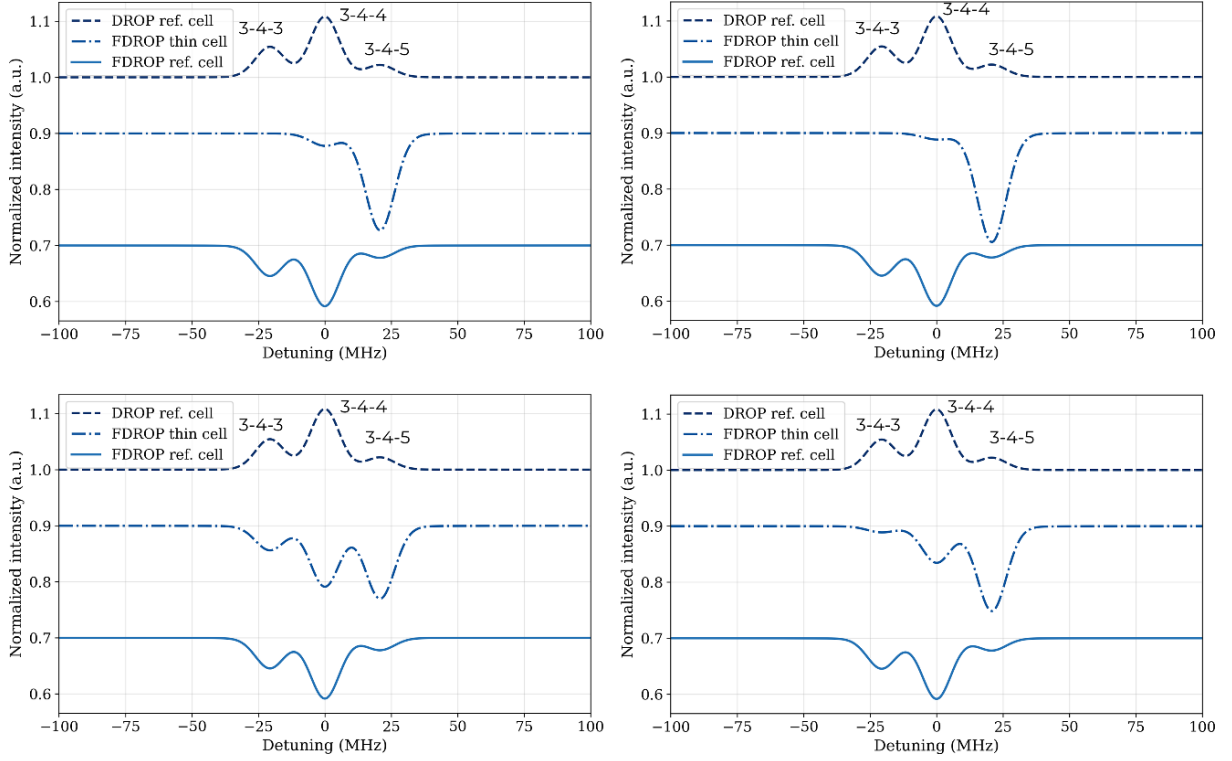 3-4-4
3-4-3
3-4-5
DROP ref. cell
FDROP thin cell
FDROP ref. cell
Normalized intensity (a.u.)
1.1
1.0
0.9
0.8
0.7
0.6
−100 −75 −50 −25 0 25 50 75 100
Detuning (MHz)
3-4-4
3-4-3
3-4-5
DROP ref. cell
FDROP thin cell
FDROP ref. cell
Normalized intensity (a.u.)
1.1
1.0
0.9
0.8
0.7
0.6
−100 −75 −50 −25 0 25 50 75 100
Detuning (MHz)
3-4-4
3-4-3
3-4-5
DROP ref. cell
FDROP thin cell
FDROP ref. cell
Normalized intensity (a.u.)
1.1
1.0
0.9
0.8
0.7
0.6
−100 −75 −50 −25 0 25 50 75 100
Detuning (MHz)
3-4-4
3-4-3
3-4-5
DROP ref. cell
FDROP thin cell
FDROP ref. cell
Normalized intensity (a.u.)
1.1
1.0
0.9
0.8
0.7
0.6
−100 −75 −50 −25 0 25 50 75 100
Detuning (MHz)